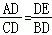 AD/CD = DE/BD